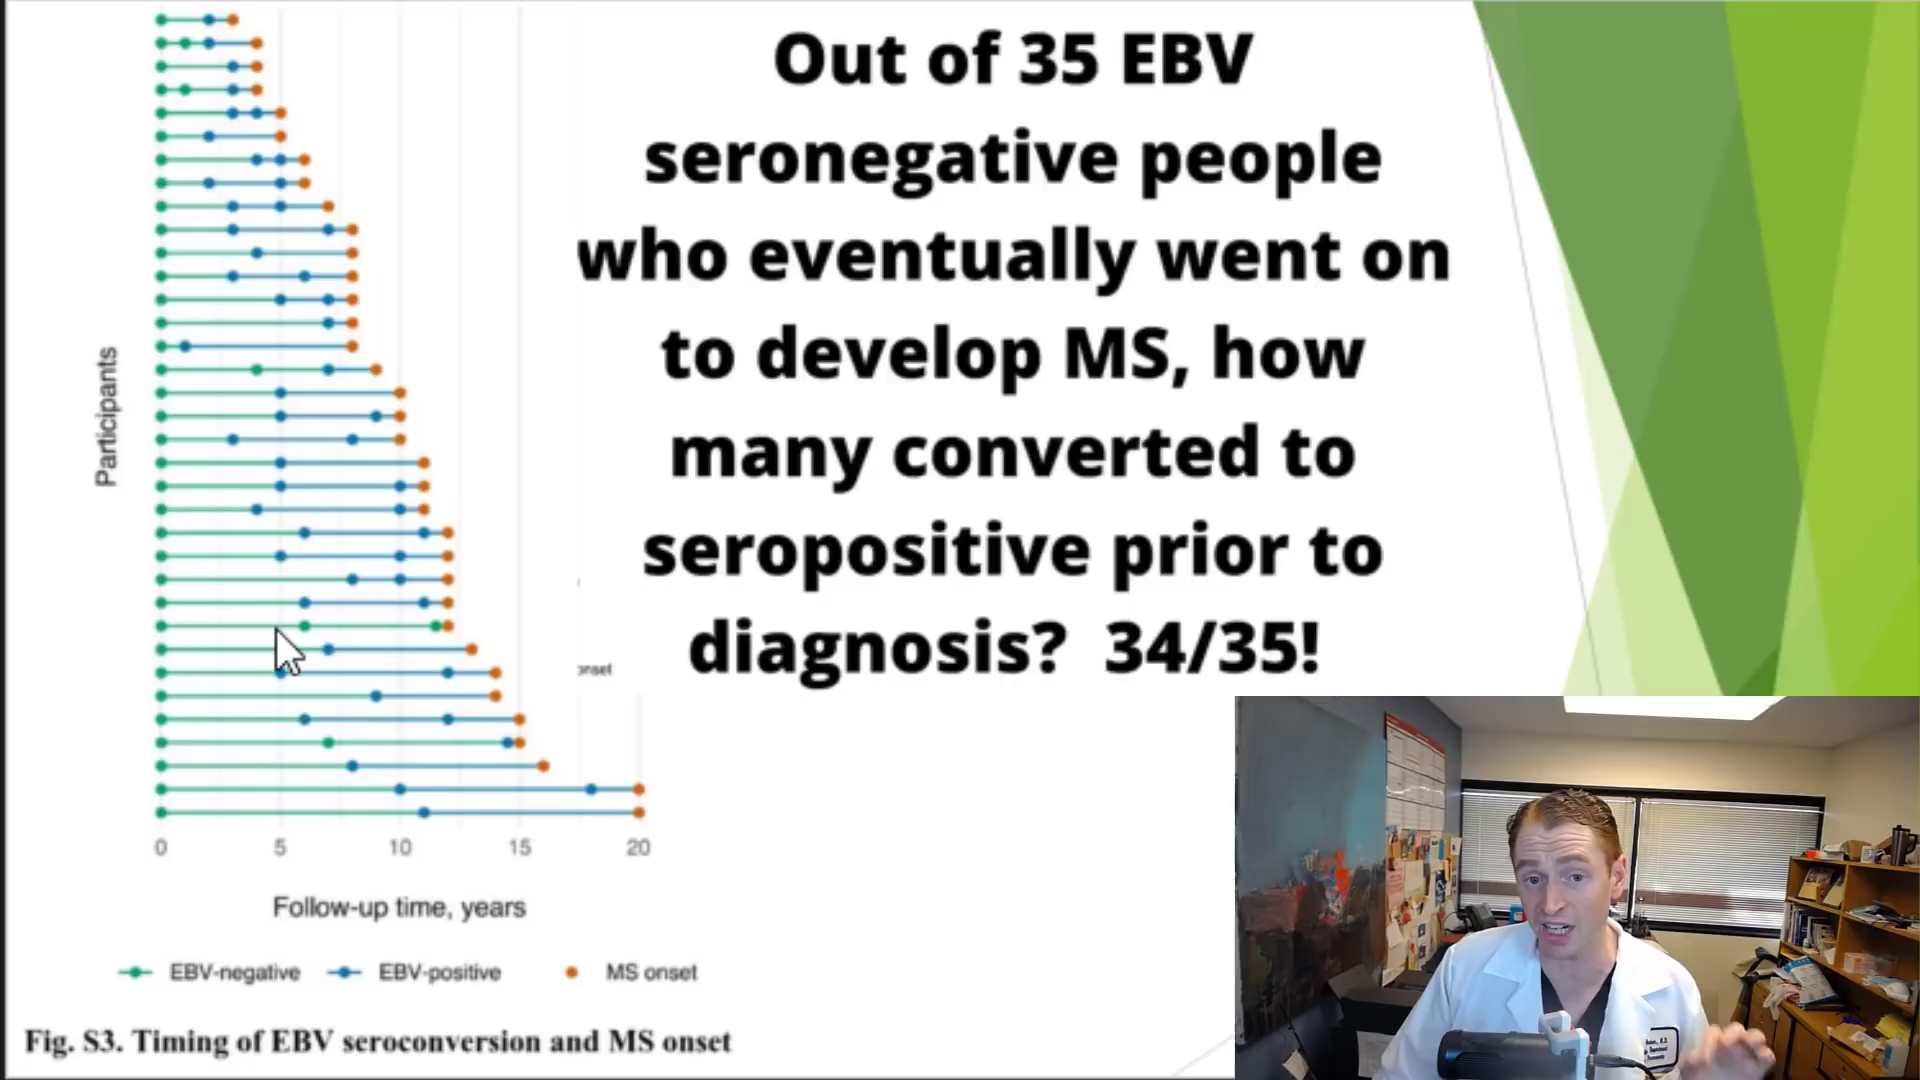 Out of 35 EBV
seronegative people
who eventually went on
to develop MS, how
many converted to
seropositive prior to
diagnosis? 34/35!
Participants
onset
0 5 10 15 20
Follow-up time, years
EBV-negative EBV-positive MS onset
Fig. S3. Timing of EBV seroconversion and MS onset